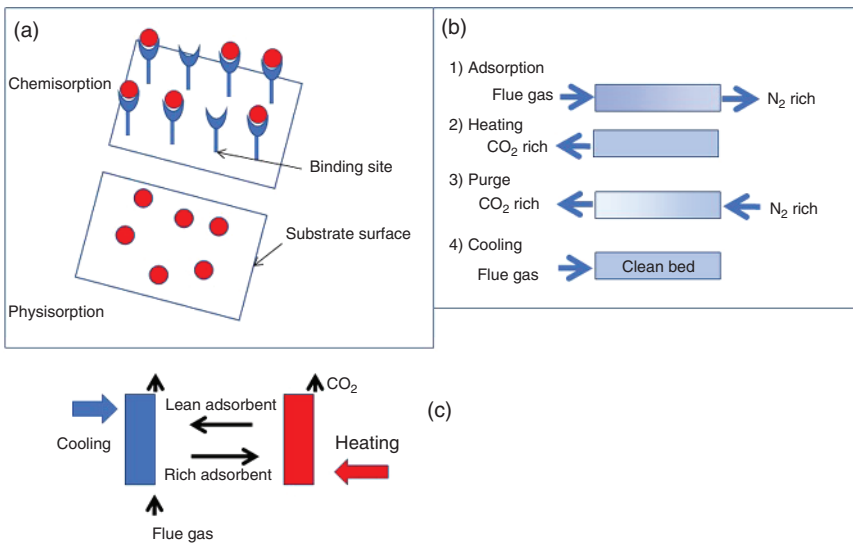 (a)
Chemisorption
Binding site
Substrate surface
Physisorption
(b)
1) Adsorption
Flue gas
N₂ rich
2) Heating
CO₂ rich
3) Purge
CO₂ rich
N₂ rich
4) Cooling
Flue gas
Clean bed
(c)
CO₂
Lean adsorbent
Cooling
Heating
Rich adsorbent
Flue gas